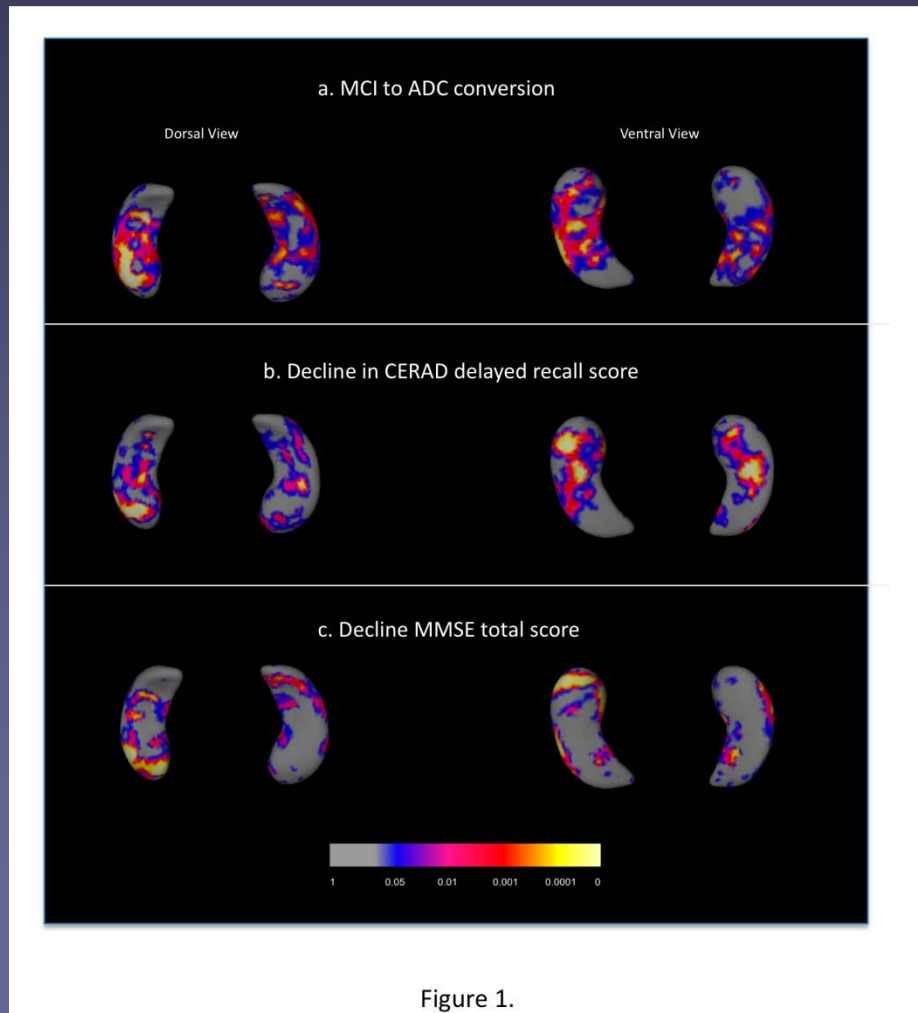 a. MCI to ADC conversion
Dorsal View
Ventral View
b. Decline in CERAD delayed recall score
c. Decline MMSE total score
1 0.05 0.01 0.001 0.0001 0
Figure 1.